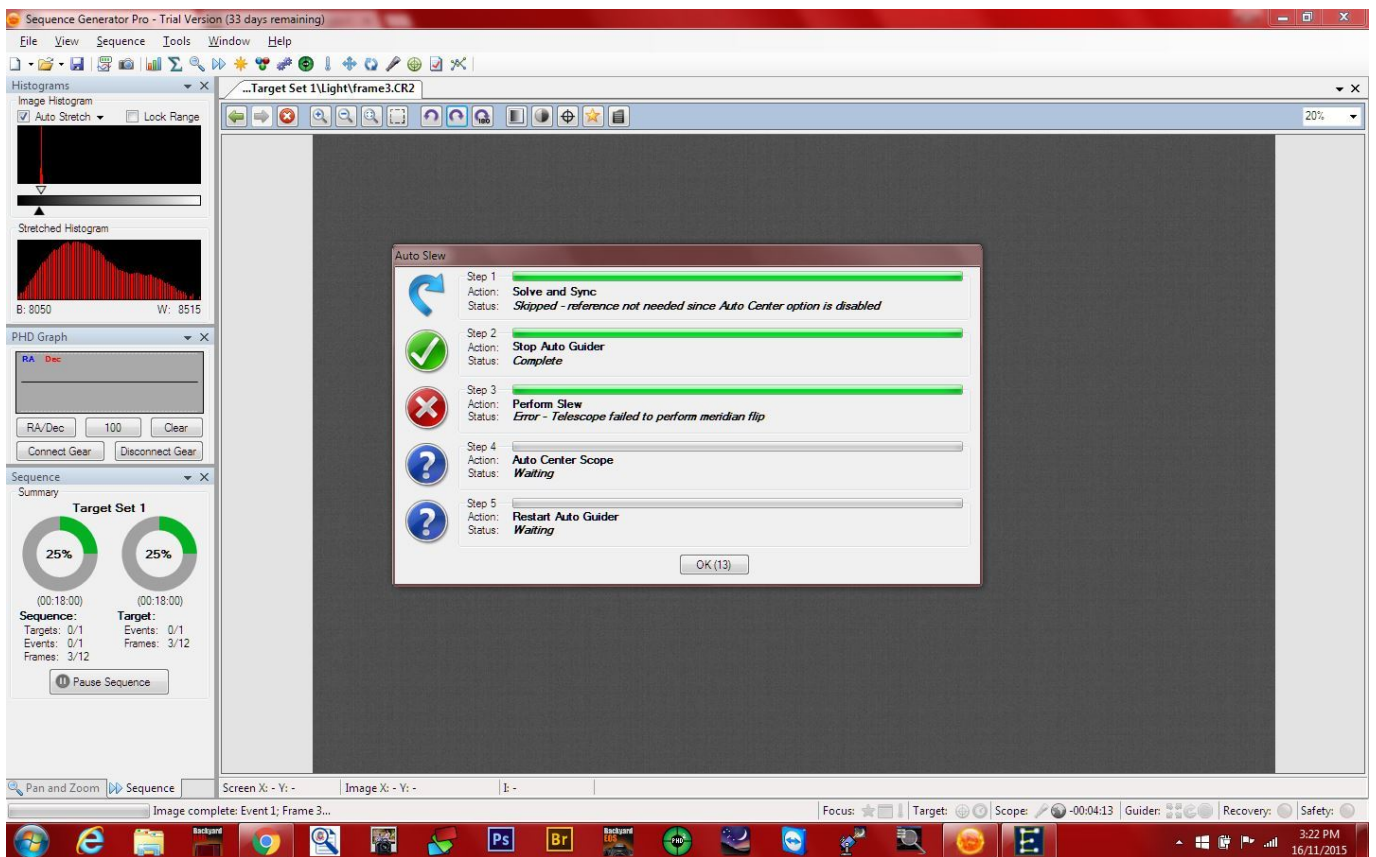 Sequence Generator Pro - Trial Version (33 days remaining)
File View Sequence Tools Window Help
Histograms
Image Histogram
Auto Stretch
Lock Range
Stretched Histogram
B: 8050 W: 8515
PHD Graph
RA Dec
RA/Dec 100 Clear
Connect Gear Disconnect Gear
Sequence
Summary
Target Set 1
25% 25%
(00:18:00) (00:18:00)
Sequence: Target:
Targets: 0/1 Events: 0/1
Events: 0/1 Frames: 3/12
Frames: 3/12
Pause Sequence
Pan and Zoom Sequence
...Target Set 1\Light\frame3.CR2
100
20%
Auto Slew
Step 1
Action: Solve and Sync
Status: Skipped - reference not needed since Auto Center option is disabled
Step 2
Action: Stop Auto Guider
Status: Complete
Step 3
Action: Perform Slew
Status: Error - Telescope failed to perform meridian flip
Step 4
Action: Auto Center Scope
Status: Waiting
Step 5
Action: Restart Auto Guider
Status: Waiting
OK (13)
Screen X: - Y: - Image X: - Y: - I: -
Image complete: Event 1; Frame 3...
Focus: Target: Scope: -00:04:13 Guider: Recovery: Safety:
Backyard
Ps
Br
Backyard
EOS
PHD
E
3:22 PM
16/11/2015